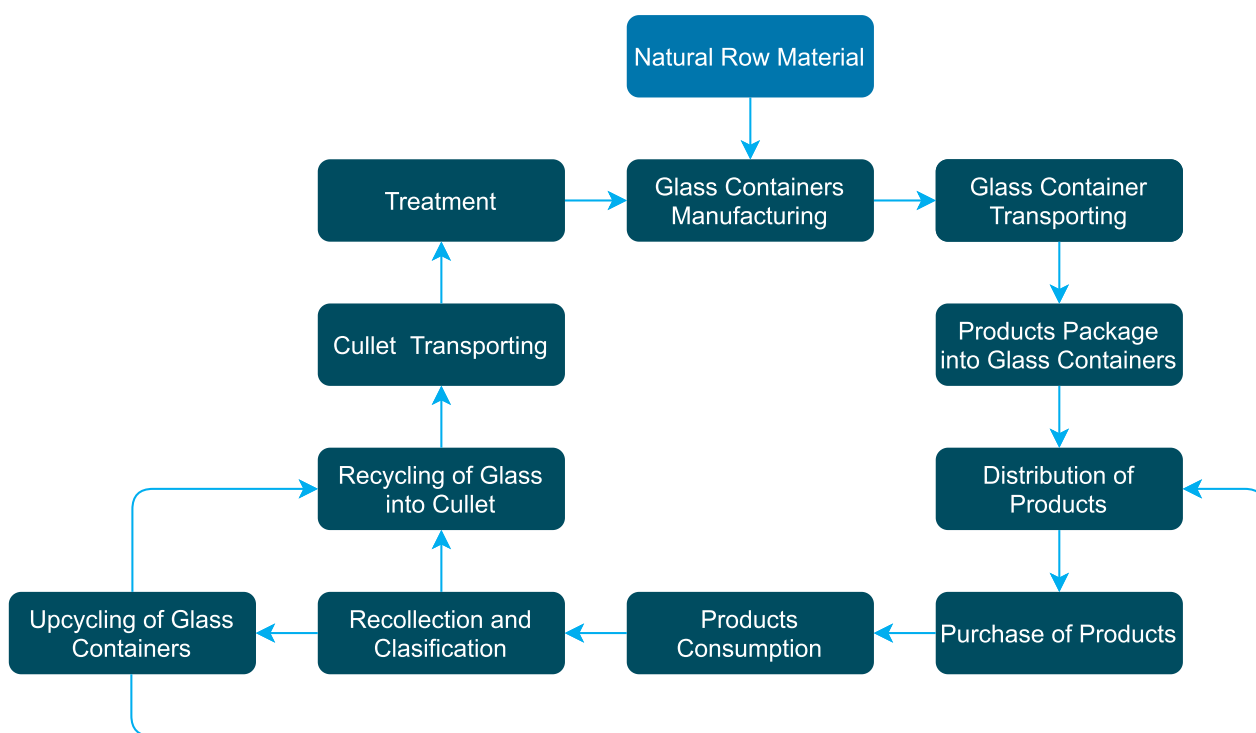 Natural Row Material
Treatment
Glass Containers
Manufacturing
Glass Container
Transporting
Cullet  Transporting
Products Package
into Glass Containers
Recycling of Glass
into Cullet
Distribution of
Products
Upcycling of Glass
Containers
Recollection and
Clasification
Products
Consumption
Purchase of Products